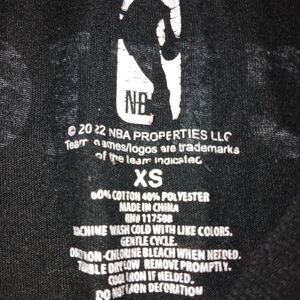 NB
© 2022 NBA PROPERTIES LLC
Team names/logos are trademarks
of the team indicated
XS
60% COTTON 40% POLYESTER
MADE IN CHINA
RN# 117508
MACHINE WASH COLD WITH LIKE COLORS.
GENTLE CYCLE.
ONLY NON-CHLORINE BLEACH WHEN NEEDED.
TUMBLE DRY LOW REMOVE PROMPTLY.
COOL IRON IF NEEDED.
DO NOT IRON DECORATION